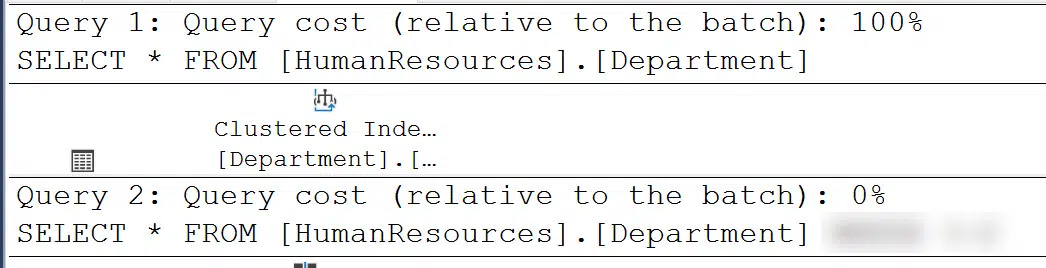 Query 1: Query cost (relative to the batch): 100%
SELECT * FROM [HumanResources].[Department]
Clustered Inde…
[Department].[…
Query 2: Query cost (relative to the batch): 0%
SELECT * FROM [HumanResources].[Department]